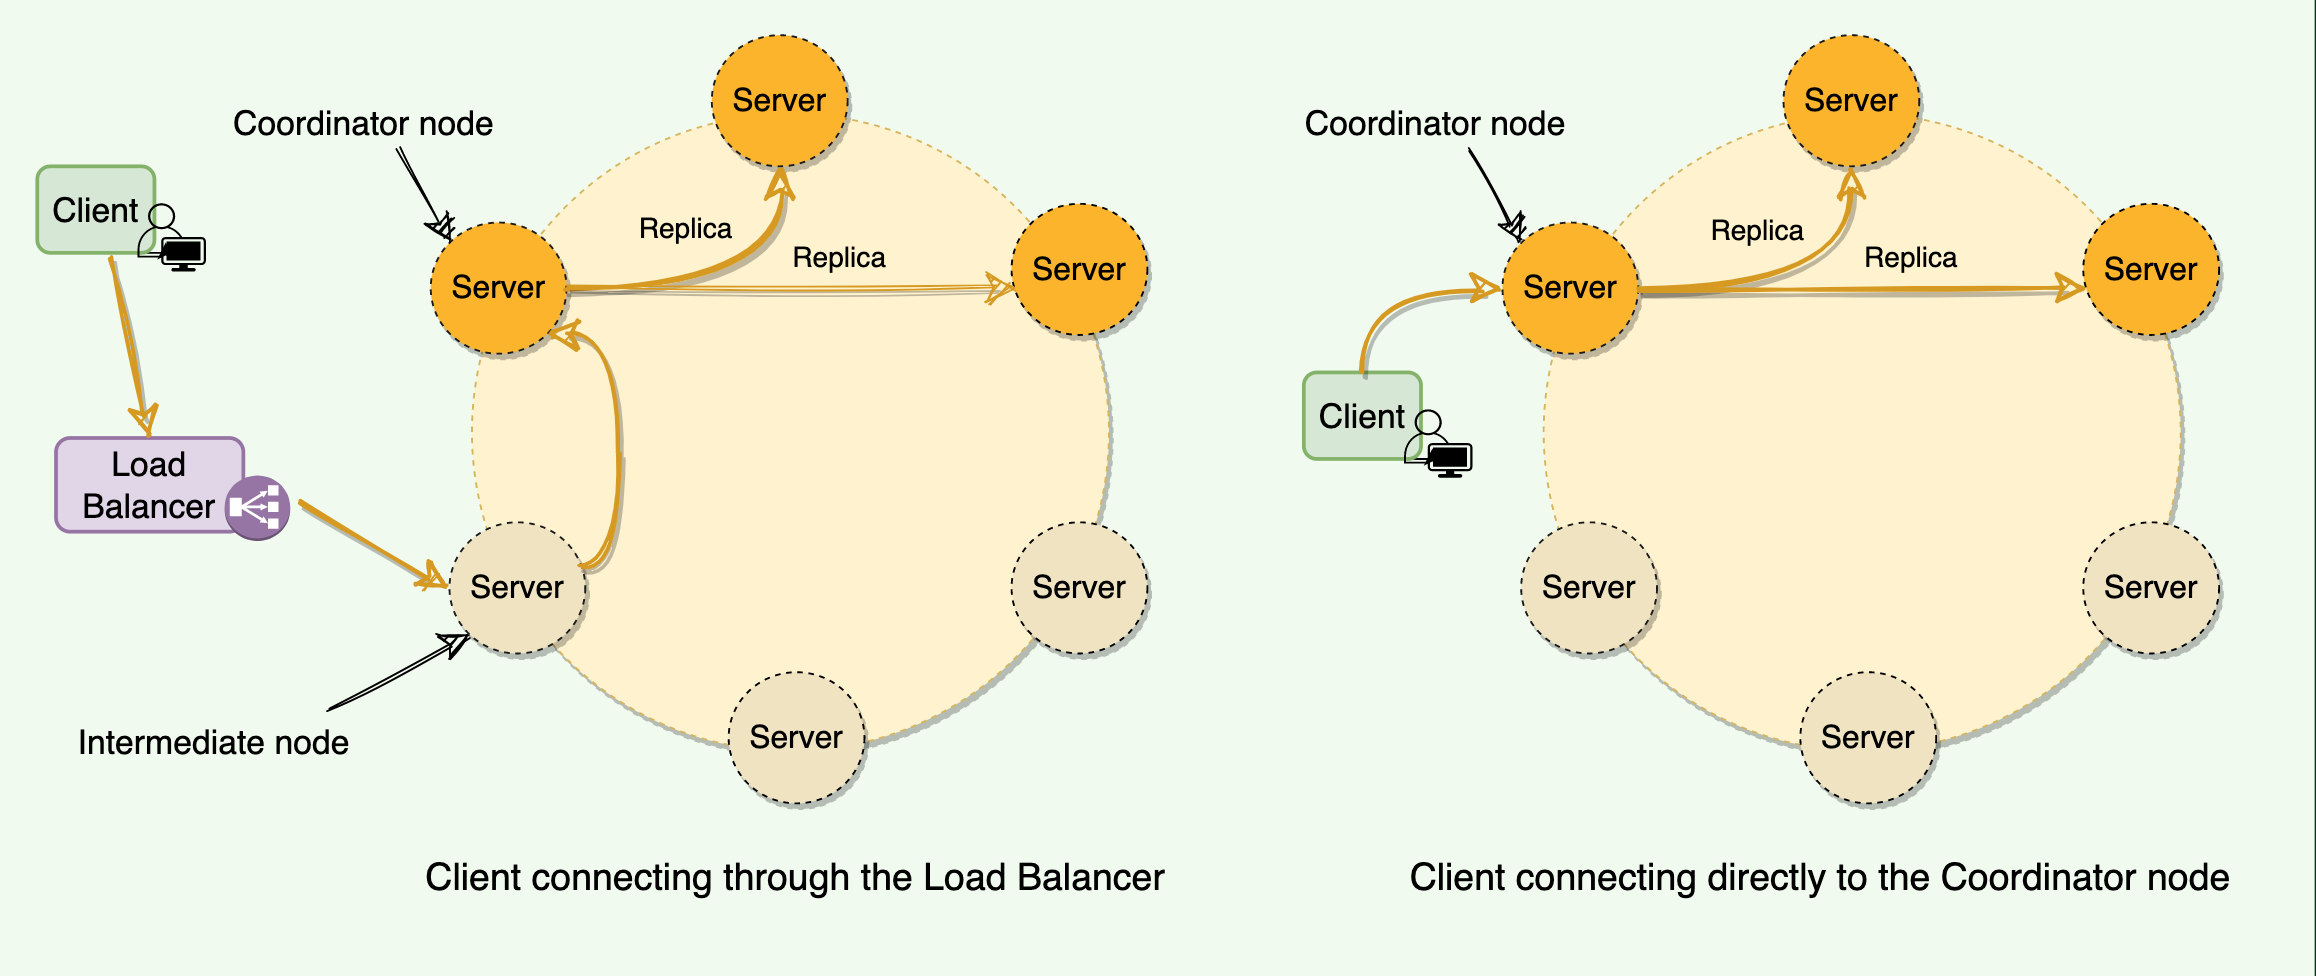 Server
Coordinator node
Client
Replica
Replica
Server
Server
Load
Balancer
Server
Server
Intermediate node
Server
Client connecting through the Load Balancer
Server
Coordinator node
Replica
Replica
Server
Server
Client
Server
Server
Server
Client connecting directly to the Coordinator node